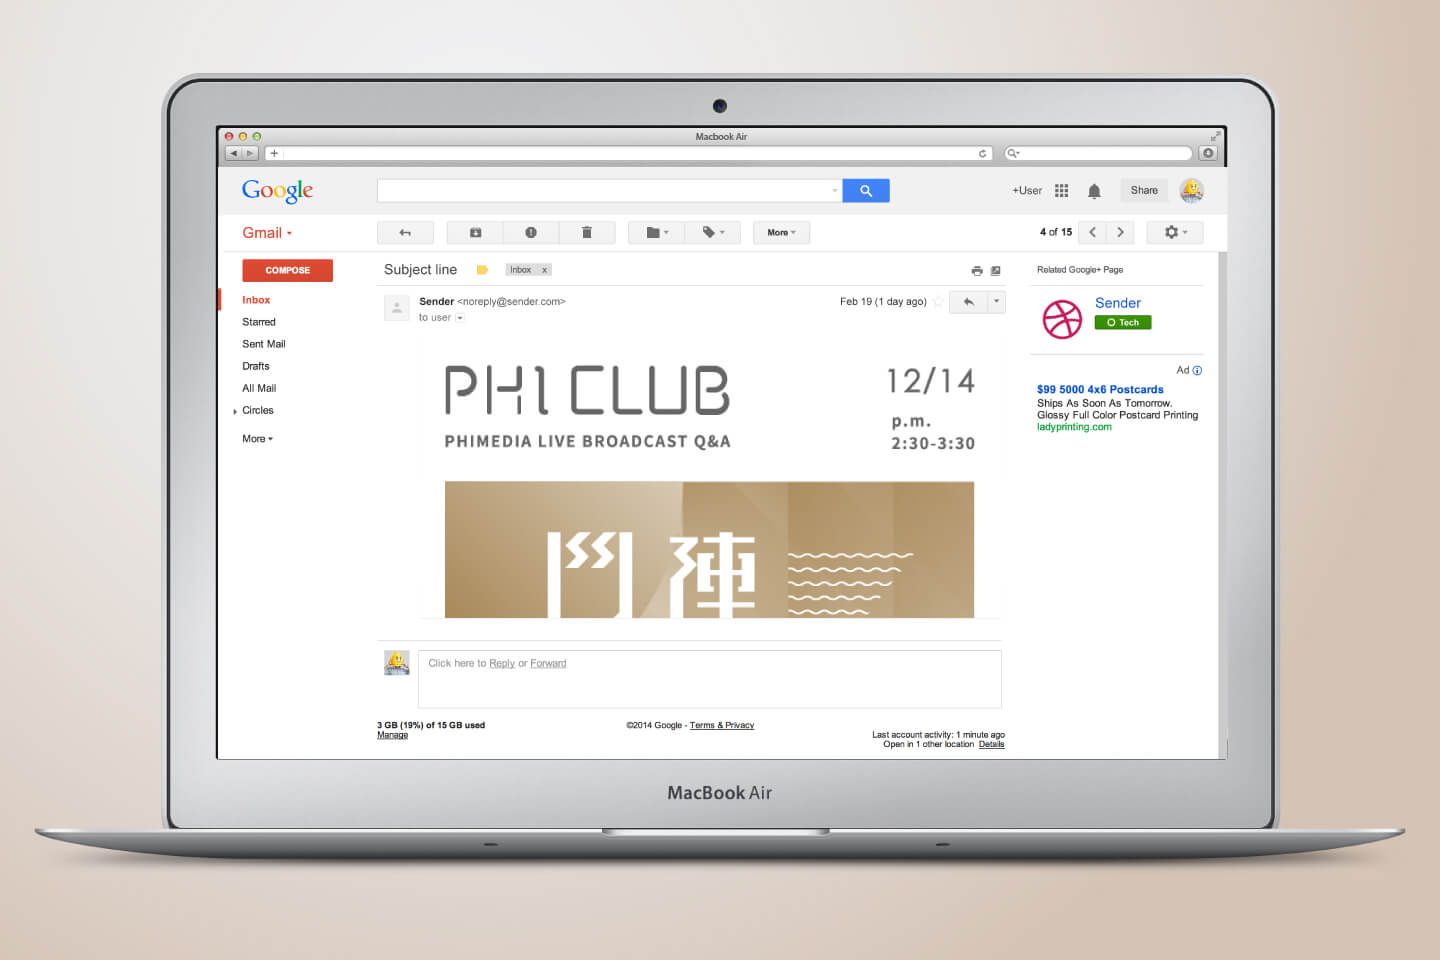 Macbook Air
Google
+User
Share
Gmail
More
4 of 15
COMPOSE
Inbox
Starred
Sent Mail
Drafts
All Mail
Circles
More
Subject line
Inbox x
Sender <noreply@sender.com>
to user
Feb 19 (1 day ago)
PHI CLUB
PHIMEDIA LIVE BROADCAST Q&A
12/14
p.m.
2:30-3:30
鬥陣
Click here to Reply or Forward
3 GB (19%) of 15 GB used
Manage
©2014 Google - Terms & Privacy
Last account activity: 1 minute ago
Open in 1 other location Details
Related Google+ Page
Sender
Tech
Ad
$99 5000 4x6 Postcards
Ships As Soon As Tomorrow.
Glossy Full Color Postcard Printing
ladyprinting.com
MacBook Air